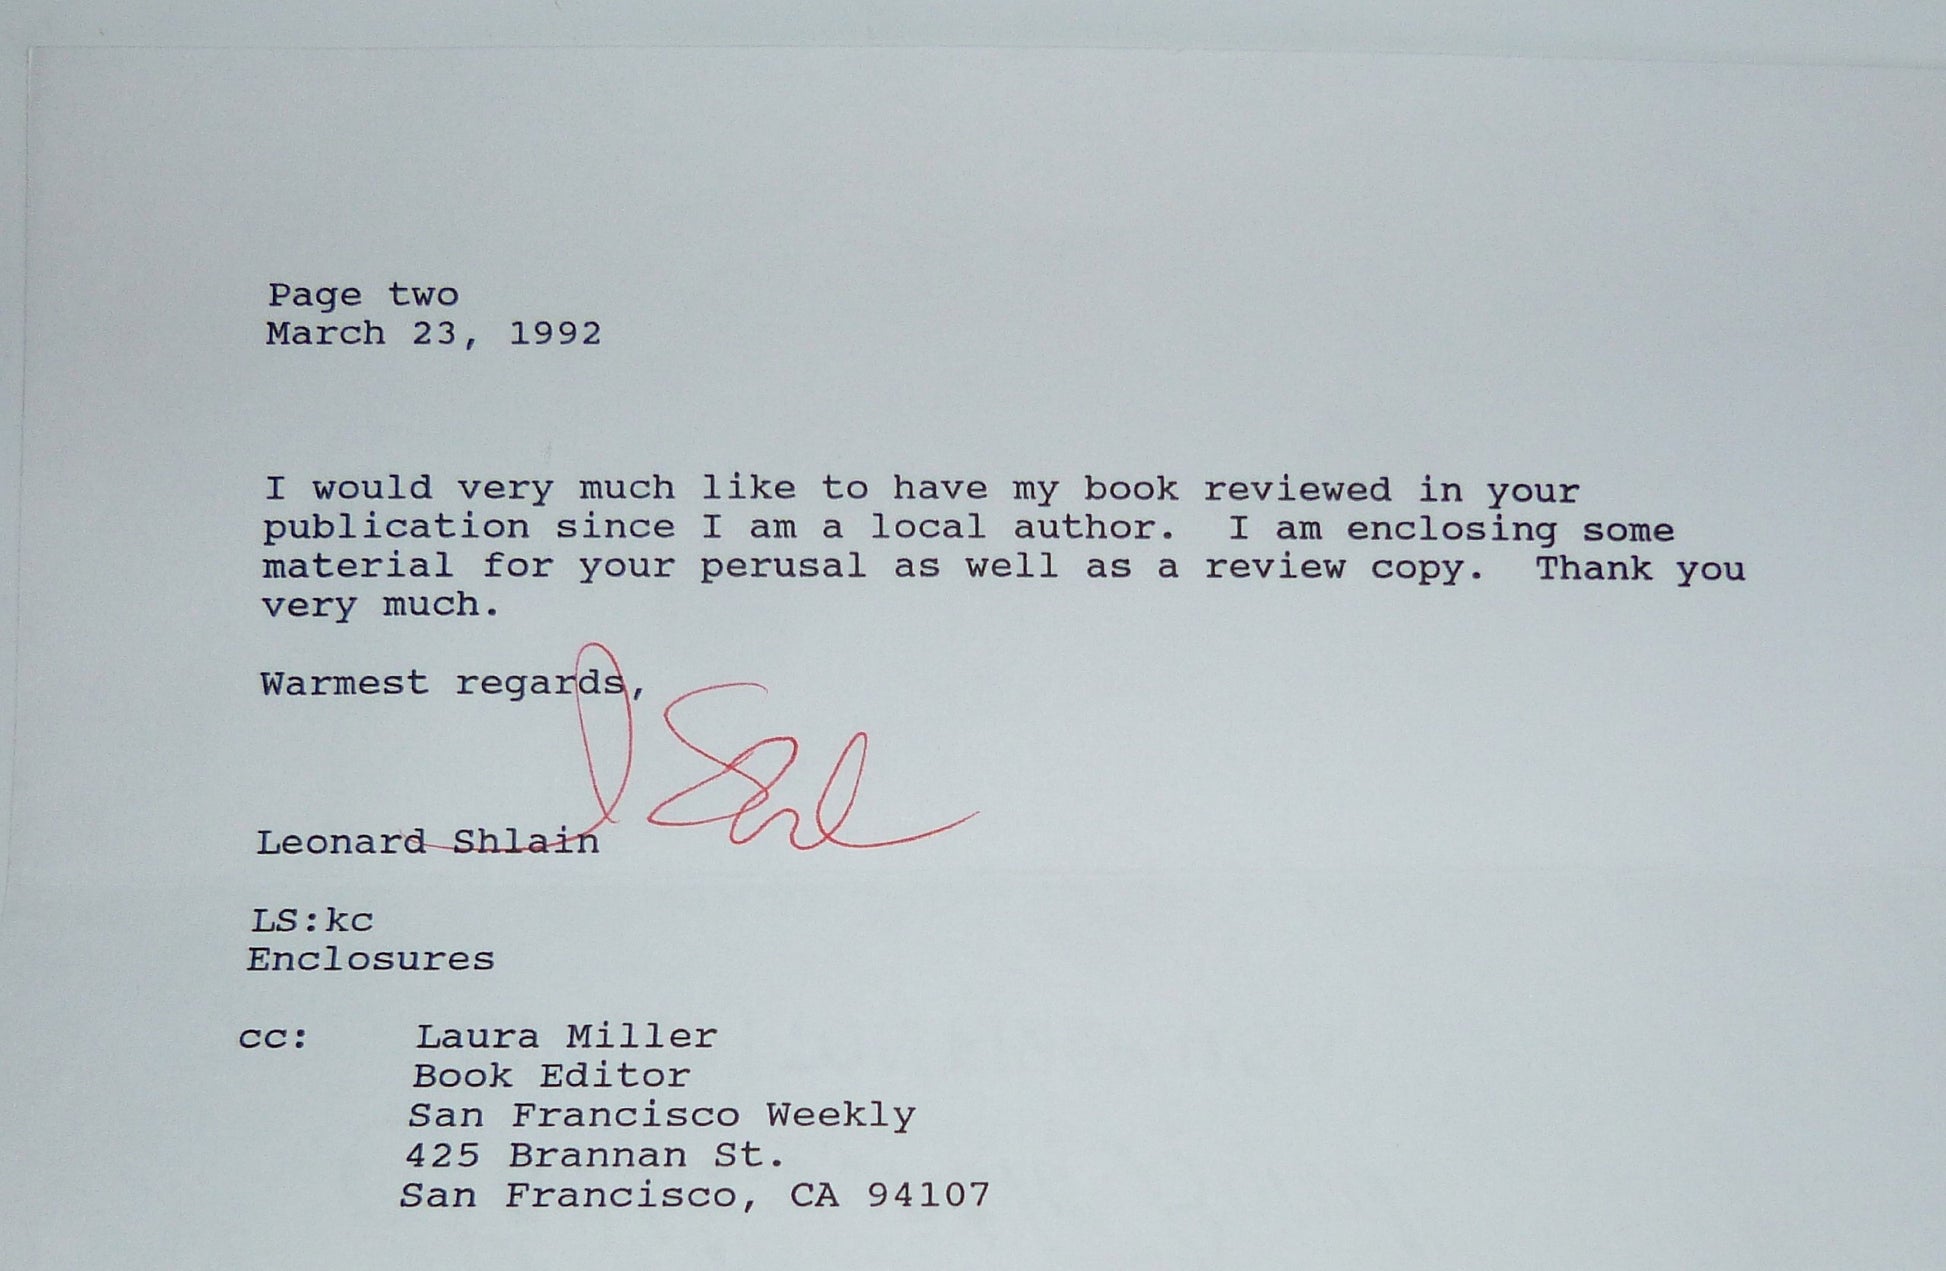 Page two
March 23, 1992
I would very much like to have my book reviewed in your
publication since I am a local author.  I am enclosing some
material for your perusal as well as a review copy.  Thank you
very much.
Warmest regards,
Leonard Shlain
LS:kc
Enclosures
cc: Laura Miller
Book Editor
San Francisco Weekly
425 Brannan St.
San Francisco, CA 94107